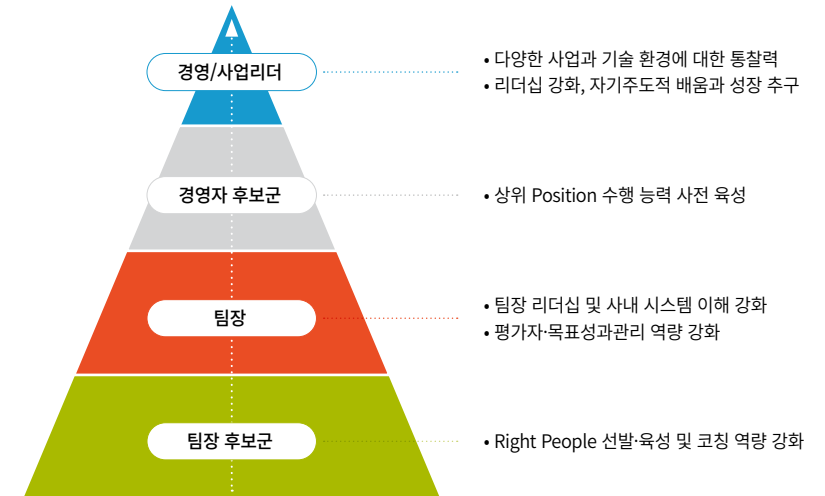 경영/사업리더
• 다양한 사업과 기술 환경에 대한 통찰력
• 리더십 강화, 자기주도적 배움과 성장 추구
경영자 후보군
• 상위 Position 수행 능력 사전 육성
팀장
• 팀장 리더십 및 사내 시스템 이해 강화
• 평가자·목표성과관리 역량 강화
팀장 후보군
• Right People 선발·육성 및 코칭 역량 강화